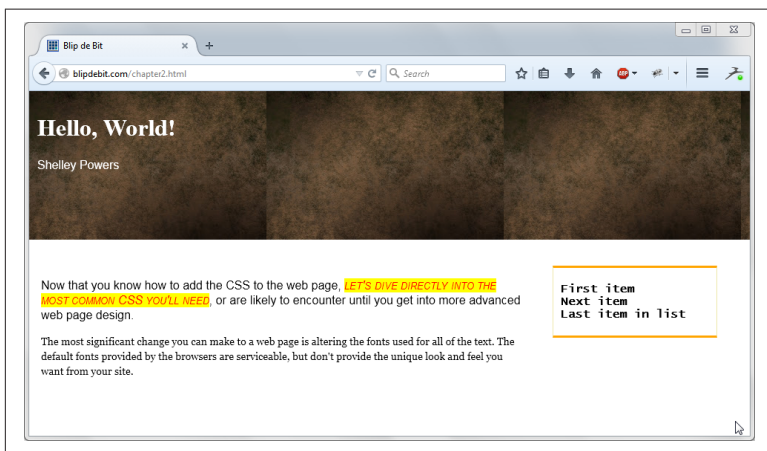 Blip de Bit
blipdebit.com/chapter2.html
Search
ABP
Hello, World!
Shelley Powers
Now that you know how to add the CSS to the web page, LET'S DIVE DIRECTLY INTO THE
MOST COMMON CSS YOU'LL NEED, or are likely to encounter until you get into more advanced
web page design.
The most significant change you can make to a web page is altering the fonts used for all of the text. The
default fonts provided by the browsers are serviceable, but don't provide the unique look and feel you
want from your site.
First item
Next item
Last item in list